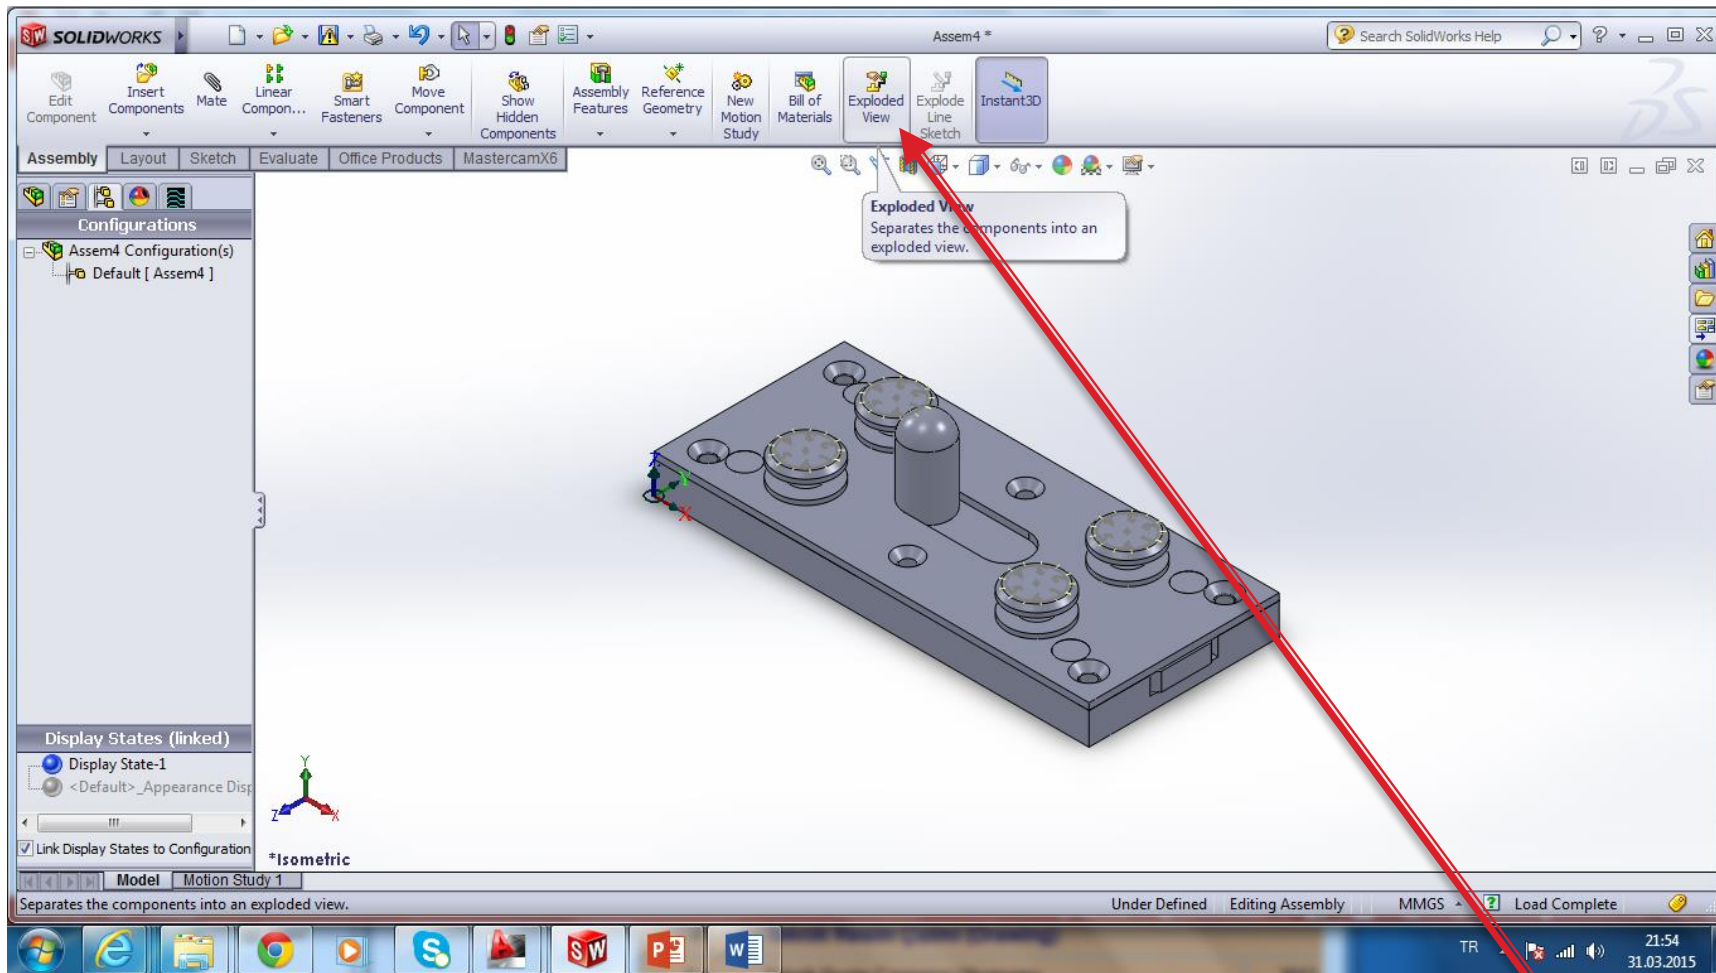 SOLIDWORKS
Assem4 *
Search SolidWorks Help
Edit
Component
Insert
Components
Mate
Linear
Compon...
Smart
Fasteners
Move
Component
Show
Hidden
Components
Assembly
Features
Reference
Geometry
New
Motion
Study
Bill of
Materials
Exploded
View
Explode
Line
Sketch
Instant3D
Assembly
Layout
Sketch
Evaluate
Office Products
MastercamX6
Exploded View
Separates the components into an
exploded view.
Configurations
Assem4 Configuration(s)
Default [ Assem4 ]
Z
Y
X
Display States (linked)
Display State-1
<Default>_Appearance Disp
Link Display States to Configuration
Y
Z
X
*Isometric
Model
Motion Study 1
Separates the components into an exploded view.
Under Defined
Editing Assembly
MMGS
Load Complete
TR
21:54
31.03.2015